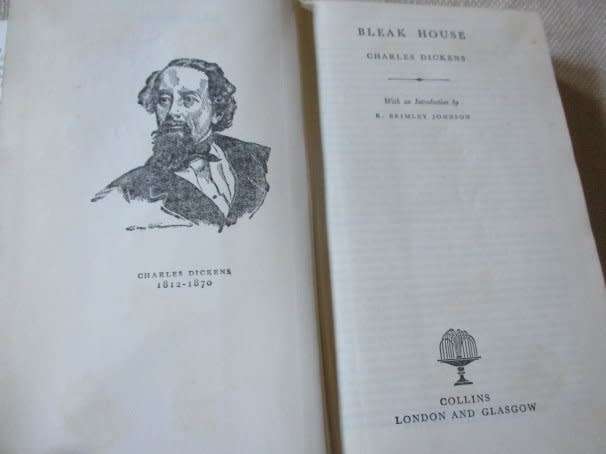 CHARLES DICKENS
1812-1870
BLEAK HOUSE
CHARLES DICKENS
With an Introduction by
R. BRIMLEY JOHNSON
COLLINS
LONDON AND GLASGOW